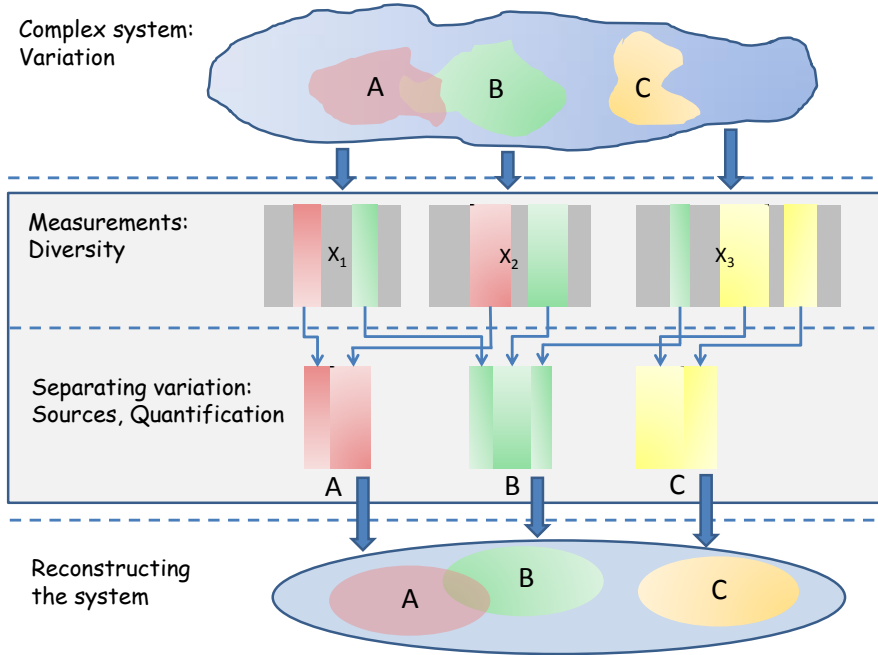 Complex system:
Variation
A
B
C
Measurements:
Diversity
X1
X2
X3
Separating variation:
Sources, Quantification
A
B
C
Reconstructing
the system
A
B
C